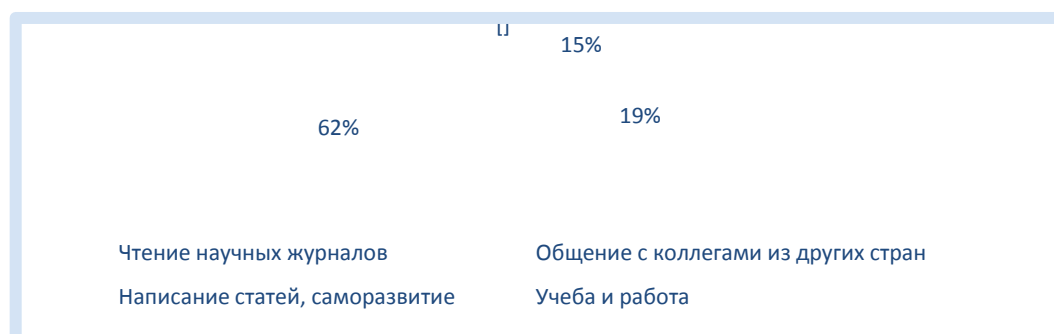 15%
19%
62%
Чтение научных журналов
Общение с коллегами из других стран
Написание статей, саморазвитие
Учеба и работа